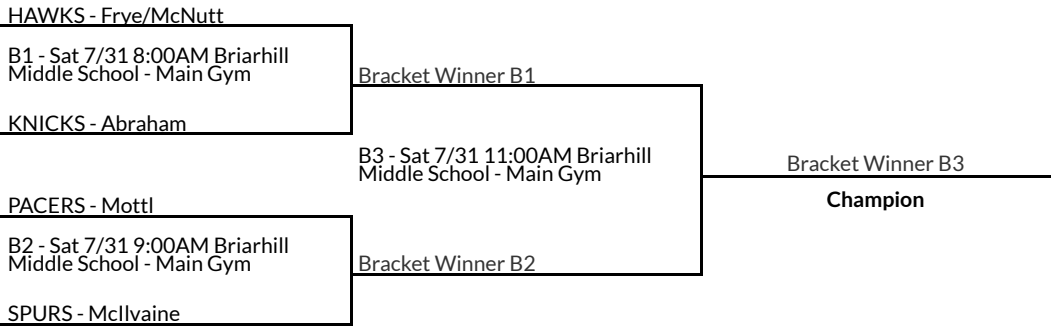 HAWKS - Frye/McNutt
B1 - Sat 7/31 8:00AM Briarhill
Middle School - Main Gym
Bracket Winner B1
KNICKS - Abraham
B3 - Sat 7/31 11:00AM Briarhill
Middle School - Main Gym
Bracket Winner B3
Champion
PACERS - Mottl
B2 - Sat 7/31 9:00AM Briarhill
Middle School - Main Gym
Bracket Winner B2
SPURS - McIlvaine